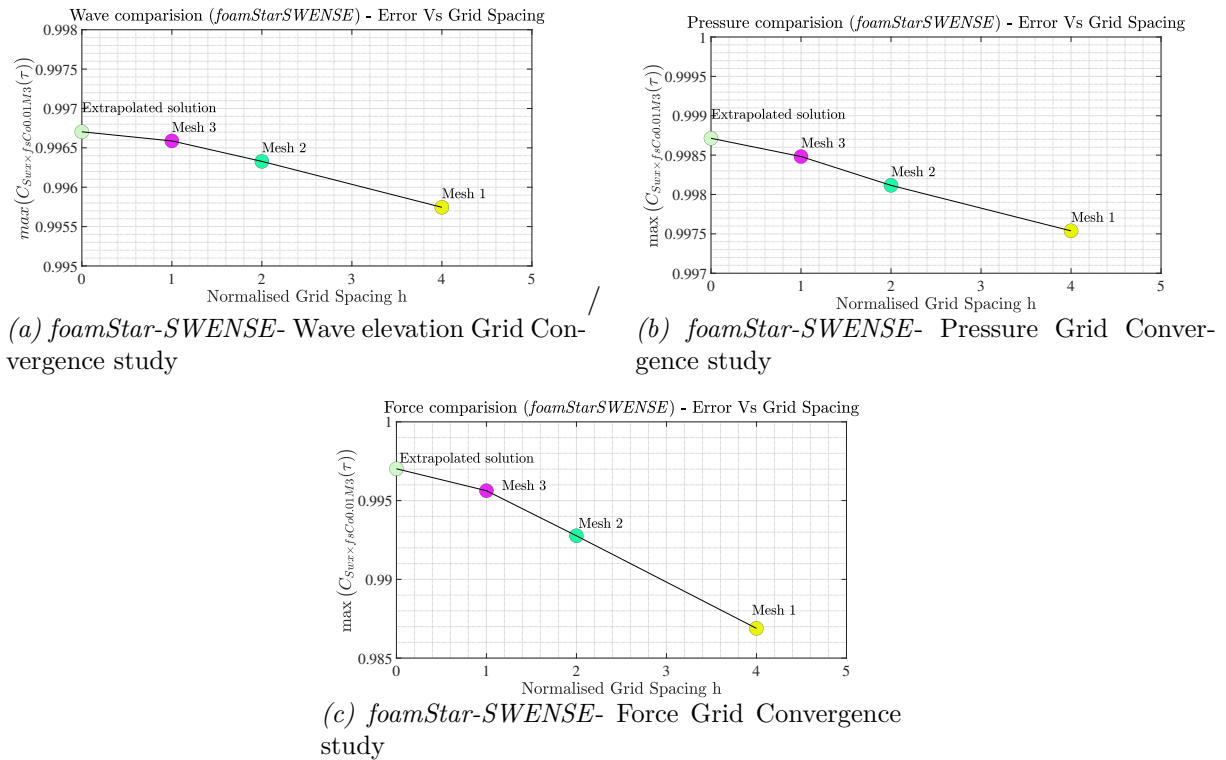 Wave comparision (foamStarSWENSE) - Error Vs Grid Spacing
max (C_{Swx×fsCo0.01M3}(τ))
0.998
0.9975
0.997
0.9965
0.996
0.9955
0.995
Extrapolated solution
Mesh 3
Mesh 2
Mesh 1
0 1 2 3 4 5
Normalised Grid Spacing h
/
(a) foamStar-SWENSE- Wave elevation Grid Con-
vergence study
Pressure comparision (foamStarSWENSE) - Error Vs Grid Spacing
max (C_{Swx×fsCo0.01M3}(τ))
1
0.9995
0.999
0.9985
0.998
0.9975
0.997
Extrapolated solution
Mesh 3
Mesh 2
Mesh 1
0 1 2 3 4 5
Normalised Grid Spacing h
(b) foamStar-SWENSE- Pressure Grid Conver-
gence study
Force comparision (foamStarSWENSE) - Error Vs Grid Spacing
max (C_{Swx×fsCo0.01M3}(τ))
1
0.995
0.99
0.985
Extrapolated solution
Mesh 3
Mesh 2
Mesh 1
0 1 2 3 4 5
Normalised Grid Spacing h
(c) foamStar-SWENSE- Force Grid Convergence
study